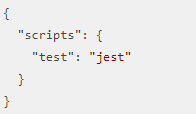 {
  "scripts": {
    "test": "jest"
  }
}